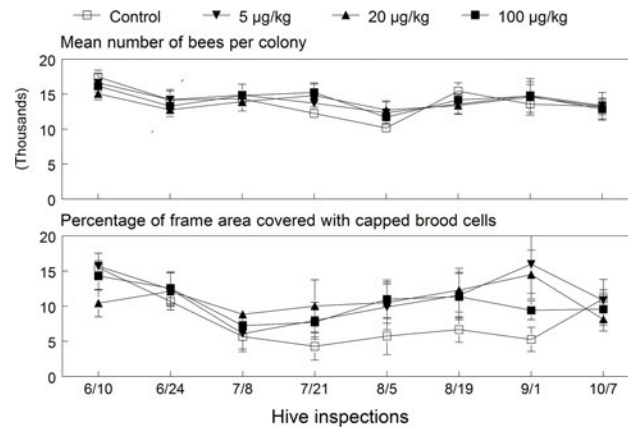 Control 5 µg/kg 20 µg/kg 100 µg/kg
Mean number of bees per colony
20
15
10
5
0
(Thousands)
Percentage of frame area covered with capped brood cells
20
15
10
5
0
6/10 6/24 7/8 7/21 8/5 8/19 9/1 10/7
Hive inspections